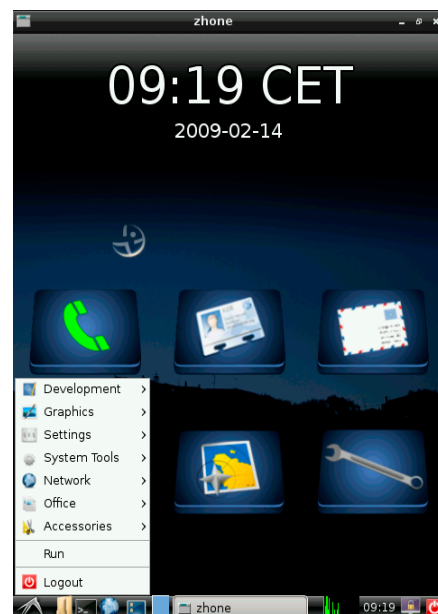 zhone
09:19 CET
2009-02-14
Development
Graphics
Settings
System Tools
Network
Office
Accessories
Run
Logout
zhone
09:19